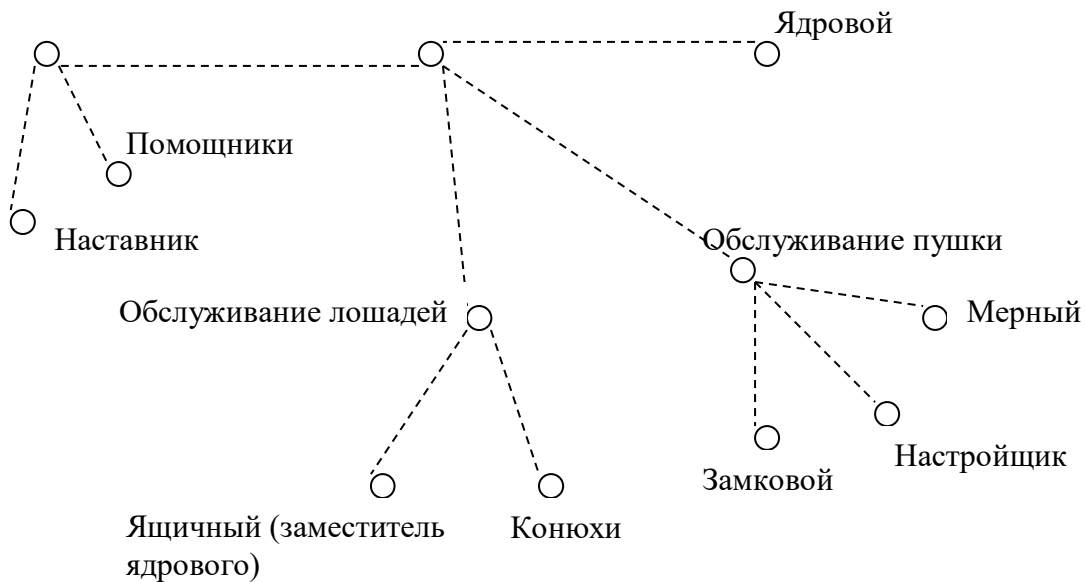 Ядровой
Помощники
Наставник
Обслуживание пушки
Обслуживание лошадей
Мерный
Настройщик
Замковой
Ящичный (заместитель
ядрового)
Конюхи